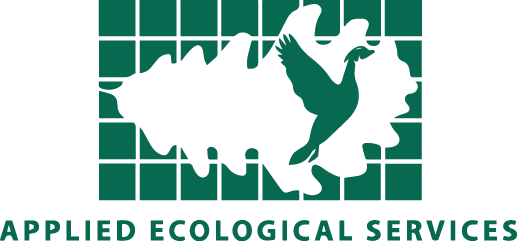 APPLIED ECOLOGICAL SERVICES